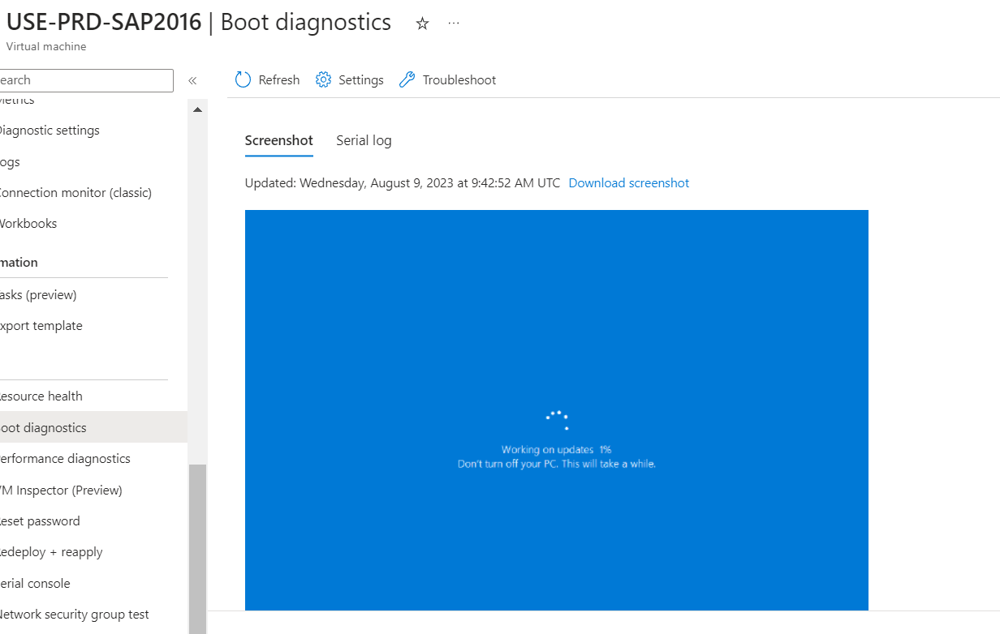 USE-PRD-SAP2016 | Boot diagnostics
Virtual machine
earch
Refresh
Settings
Troubleshoot
Metrics
Diagnostic settings
ogs
Connection monitor (classic)
Workbooks
mation
asks (preview)
xport template
esource health
oot diagnostics
erformance diagnostics
VM Inspector (Preview)
eset password
edeploy + reapply
erial console
Network security group test
Screenshot
Serial log
Updated: Wednesday, August 9, 2023 at 9:42:52 AM UTC Download screenshot
Working on updates 1%
Don't turn off your PC. This will take a while.